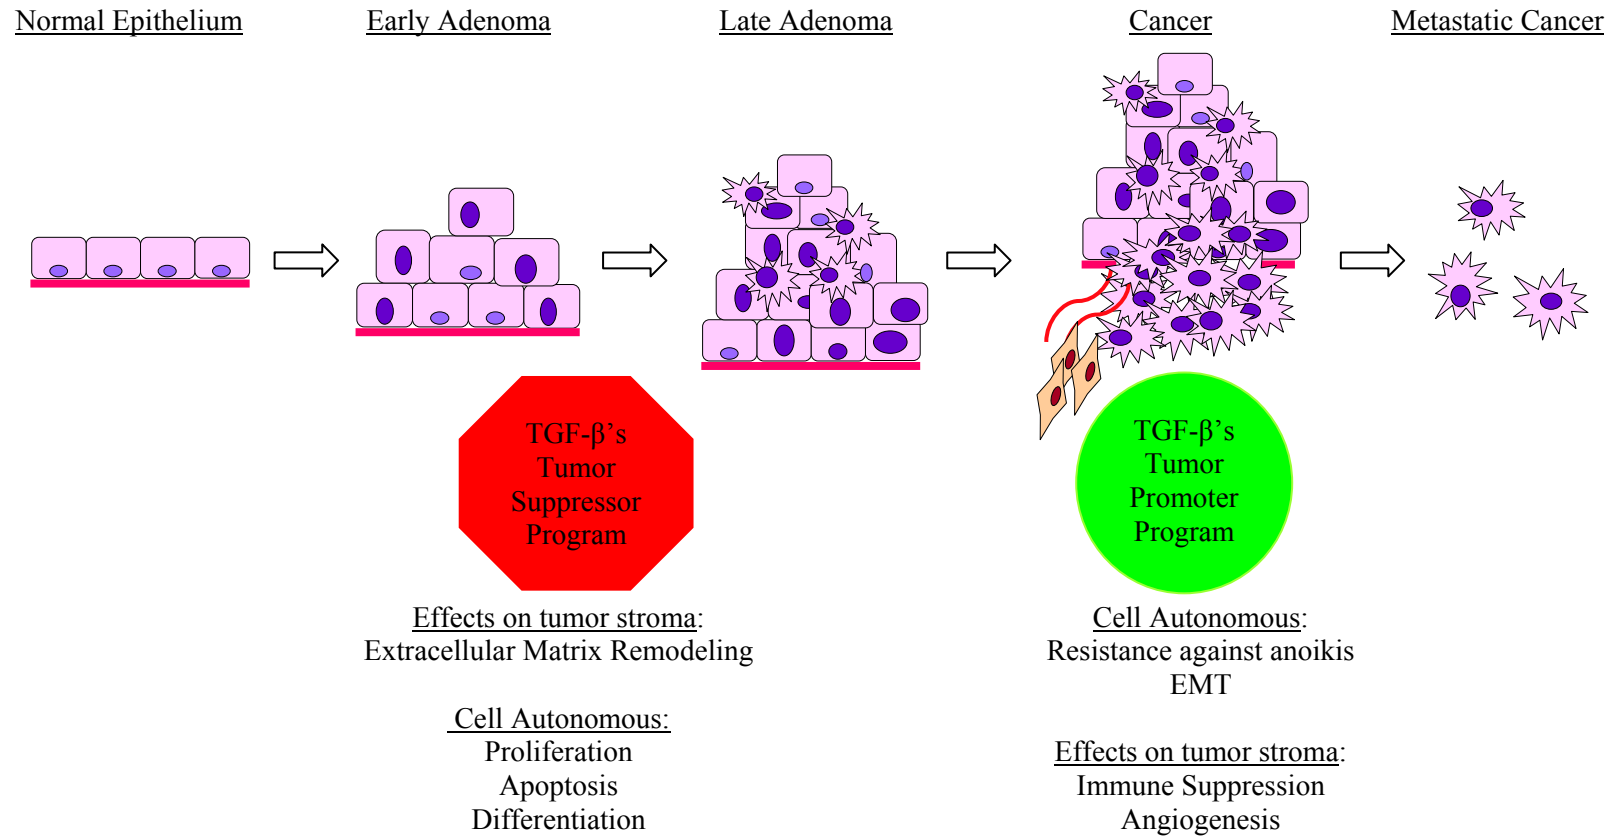 Normal Epithelium
Early Adenoma
Late Adenoma
Cancer
Metastatic Cancer
TGF-β’s
Tumor
Suppressor
Program
Effects on tumor stroma:
Extracellular Matrix Remodeling
Cell Autonomous:
Proliferation
Apoptosis
Differentiation
TGF-β’s
Tumor
Promoter
Program
Cell Autonomous:
Resistance against anoikis
EMT
Effects on tumor stroma:
Immune Suppression
Angiogenesis